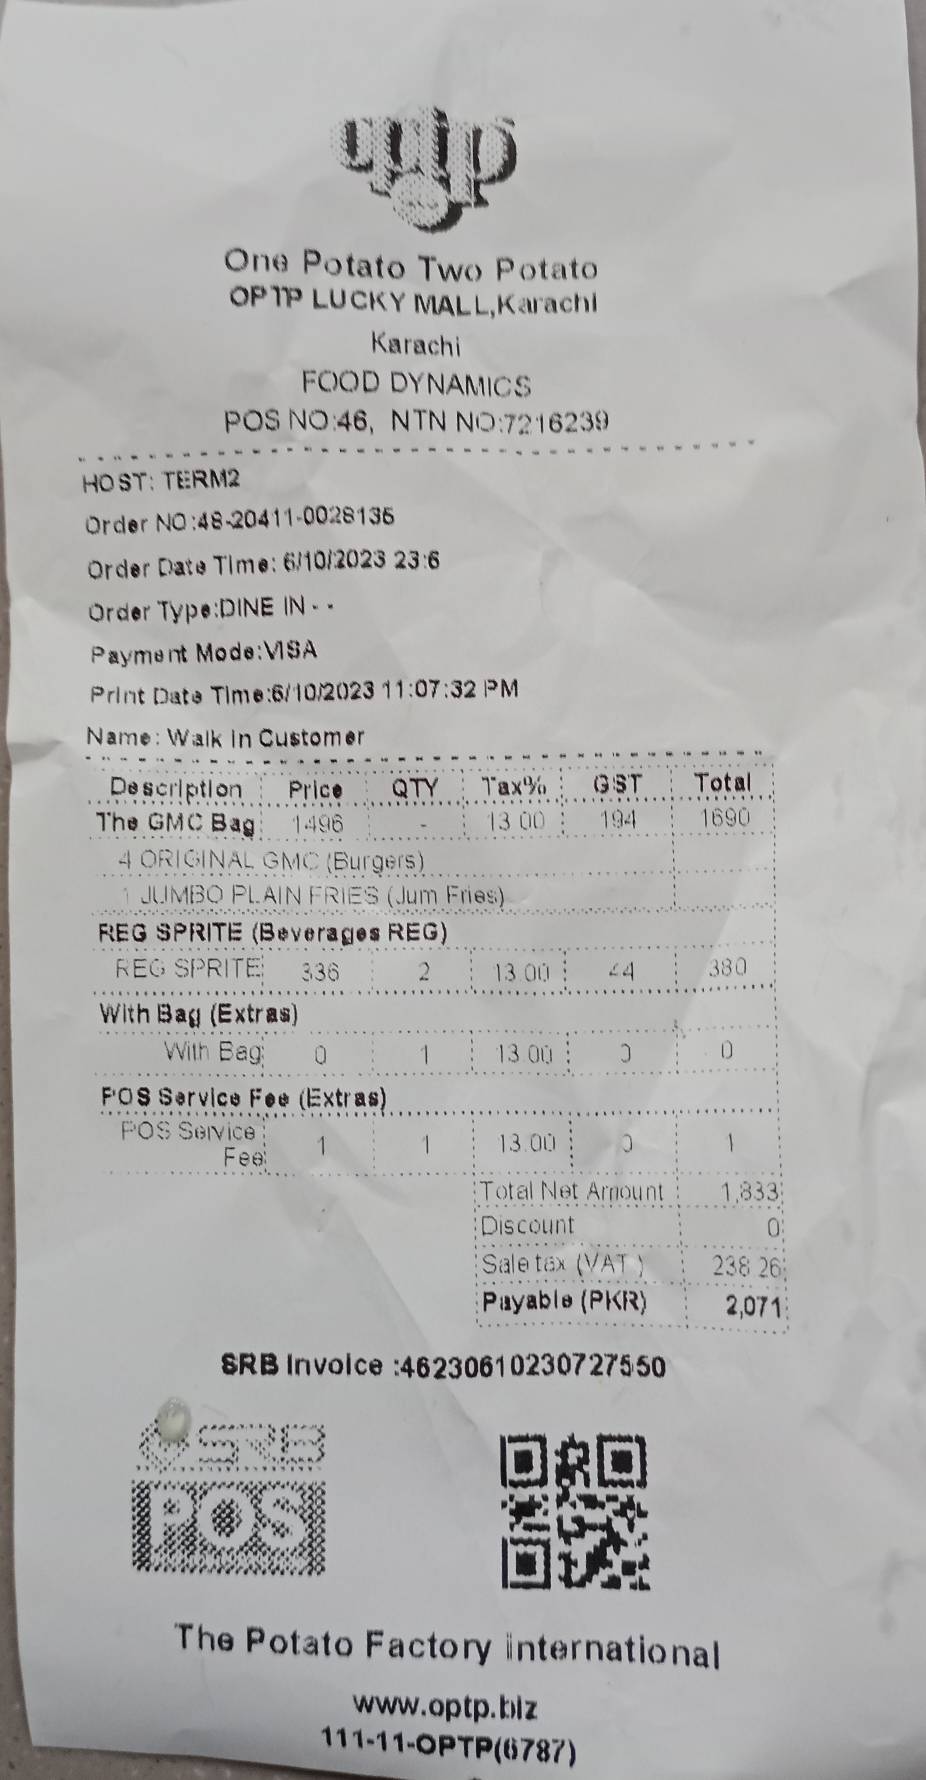 optp
One Potato Two Potato
OPTP LUCKY MALL,Karachi
Karachi
FOOD DYNAMICS
POS NO:46, NTN NO:7216239
HOST: TERM2
Order NO:48-20411-0028135
Order Date Time: 6/10/2023 23:6
Order Type:DINE IN - -
Payment Mode:VISA
Print Date Time:6/10/2023 11:07:32 PM
Name: Walk in Customer
Description Price QTY Tax% GST Total
The GMC Bag 1496 - 13.00 194 1690
4 ORIGINAL GMC (Burgers)
1 JUMBO PLAIN FRIES (Jum Fries)
REG SPRITE (Beverages REG)
REG SPRITE 336 2 13.00 44 380
With Bag (Extras)
With Bag 0 1 13.00 0 0
POS Service Fee (Extras)
POS Service 1 1 13.00 0 1
Fee
Total Net Amount 1,833
Discount 0
Sale tax (VAT ) 238.26
Payable (PKR) 2,071
SRB Invoice :46230610230727550
SRB
POS
The Potato Factory International
www.optp.biz
111-11-OPTP(6787)